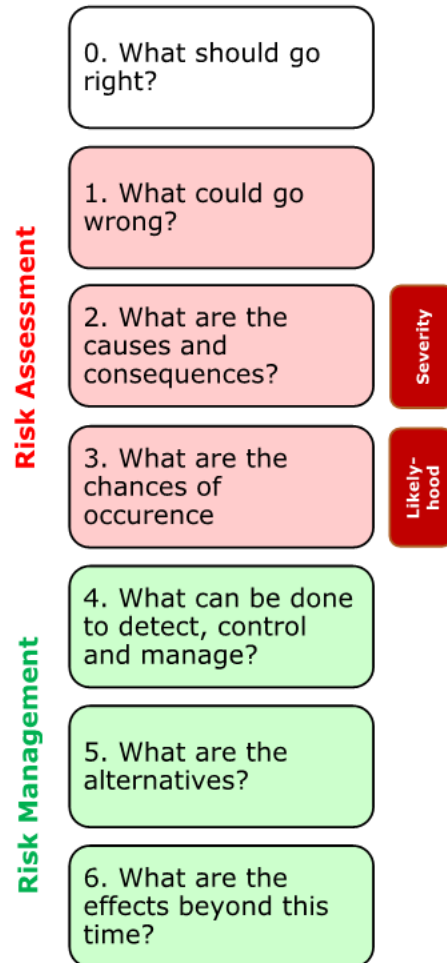 0. What should go
right?
Risk Assessment
1. What could go
wrong?
2. What are the
causes and
consequences?
Severity
3. What are the
chances of
occurence
Likely-
hood
Risk Management
4. What can be done
to detect, control
and manage?
5. What are the
alternatives?
6. What are the
effects beyond this
time?